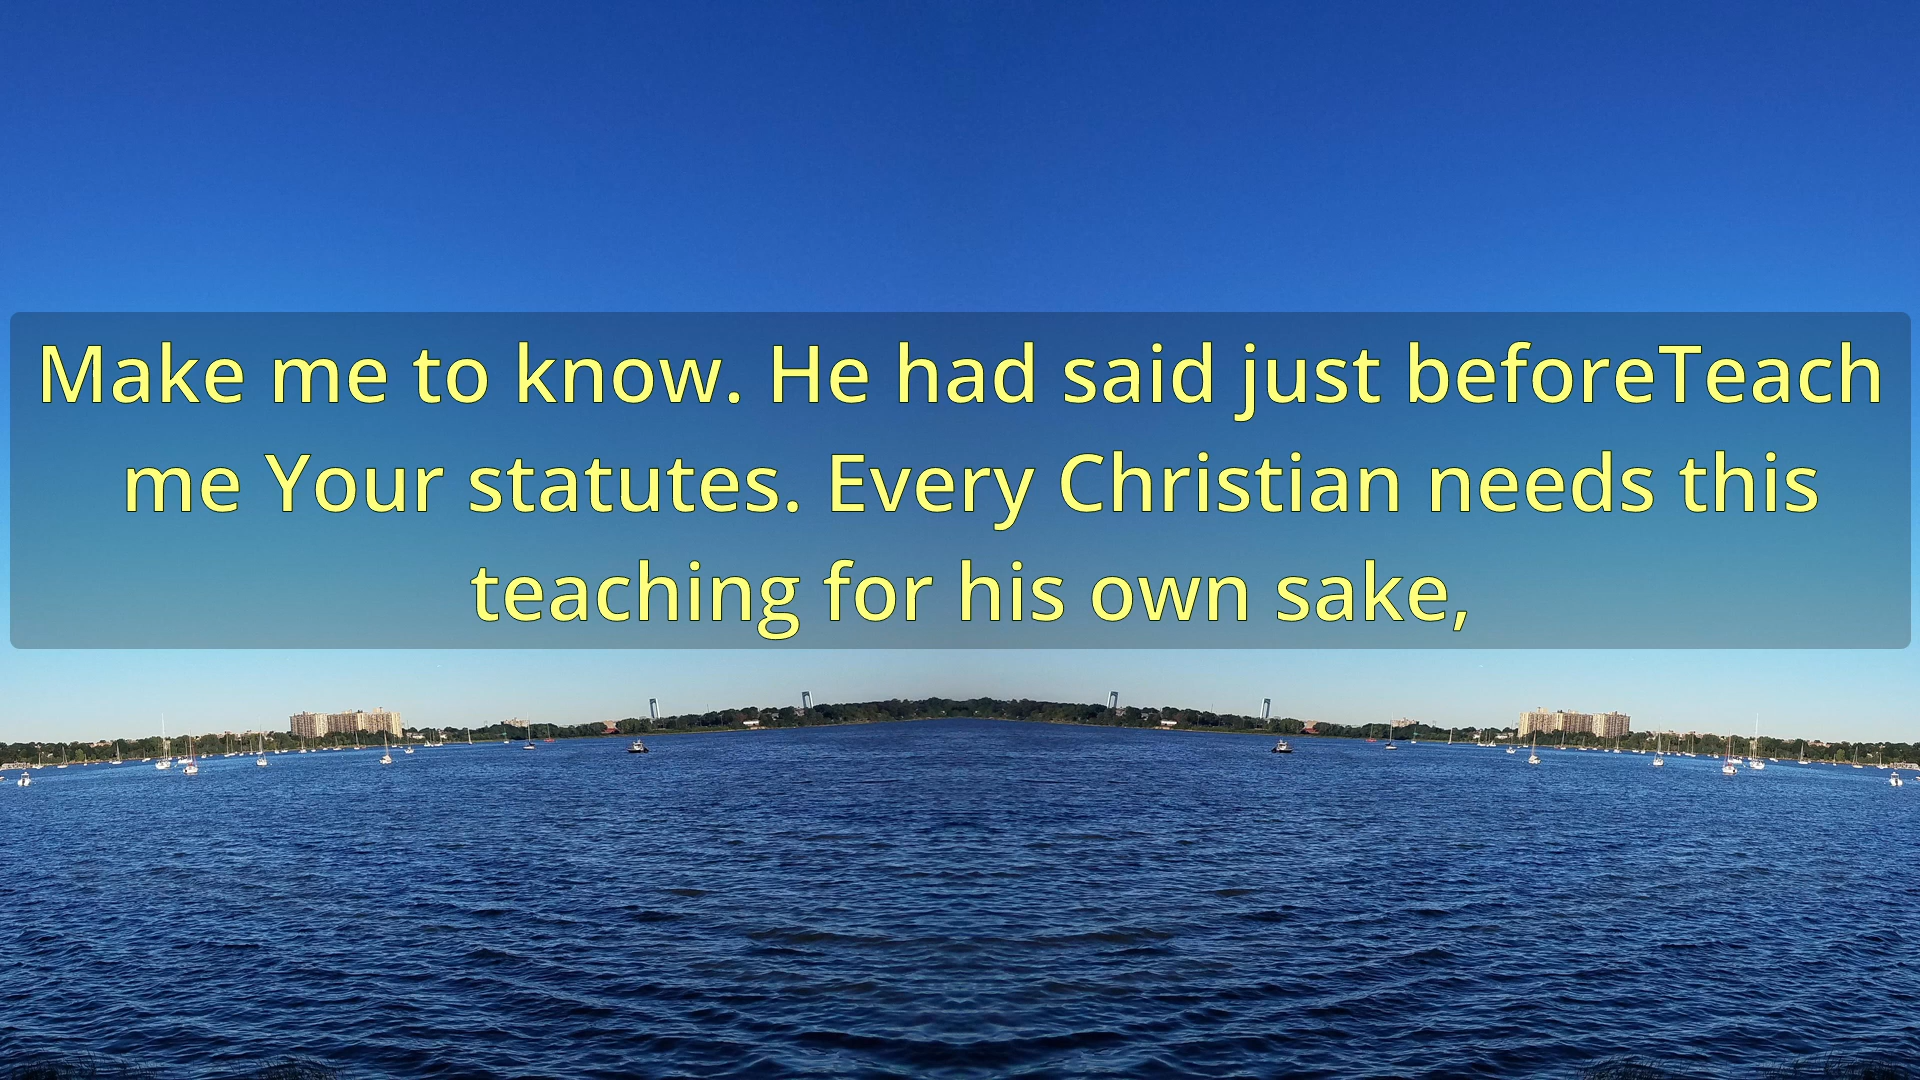 Make me to know. He had said just beforeTeach
me Your statutes. Every Christian needs this
teaching for his own sake,